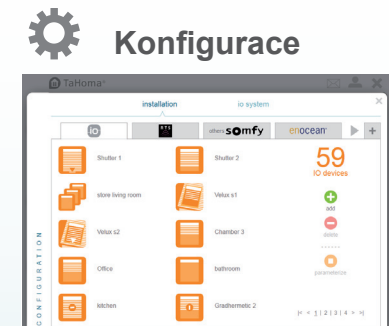 Konfigurace
TaHoma®
installation io system
io RTS others somfy enocean® +
Shutter 1 Shutter 2 59
IO devices
store living room Velux s1 add
Velux s2 Chamber 3 delete
Office bathroom parameterize
kitchen Gradhermetic 2 |< < 1 | 2 | 3 | 4 > >|
CONFIGURATION